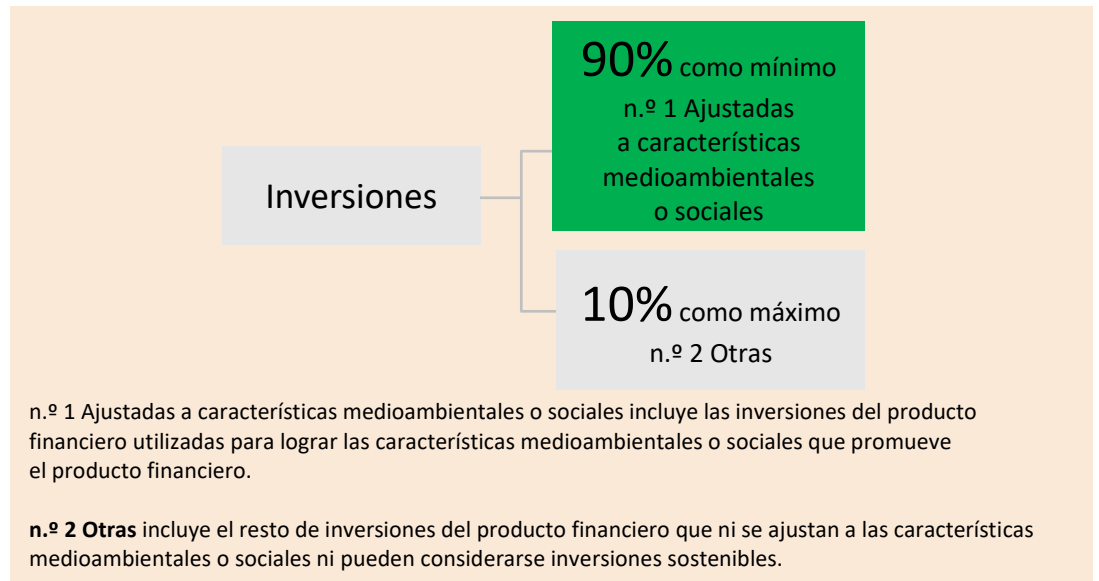 90% como mínimo
n.º 1 Ajustadas
a características
medioambientales
o sociales
Inversiones
10% como máximo
n.º 2 Otras
n.º 1 Ajustadas a características medioambientales o sociales incluye las inversiones del producto
financiero utilizadas para lograr las características medioambientales o sociales que promueve
el producto financiero.
n.º 2 Otras incluye el resto de inversiones del producto financiero que ni se ajustan a las características
medioambientales o sociales ni pueden considerarse inversiones sostenibles.